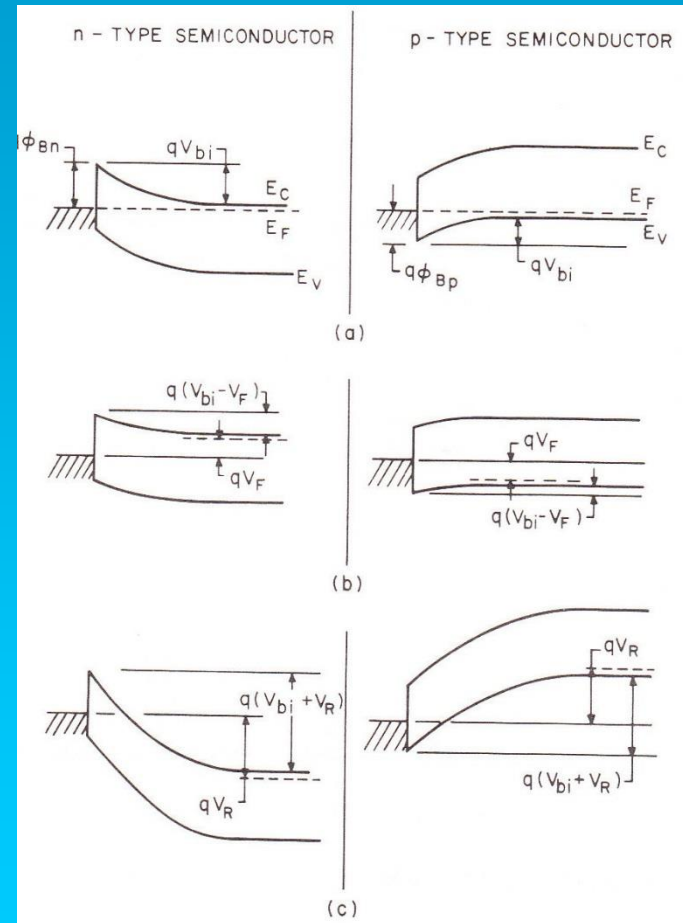 n - TYPE SEMICONDUCTOR
p - TYPE SEMICONDUCTOR
ϕBn
qVbi
EC
EF
EV
EC
EF
EV
qϕBp
qVbi
(a)
q(Vbi-VF)
qVF
qVF
q(Vbi-VF)
(b)
q(Vbi+VR)
qVR
qVR
q(Vbi+VR)
(c)